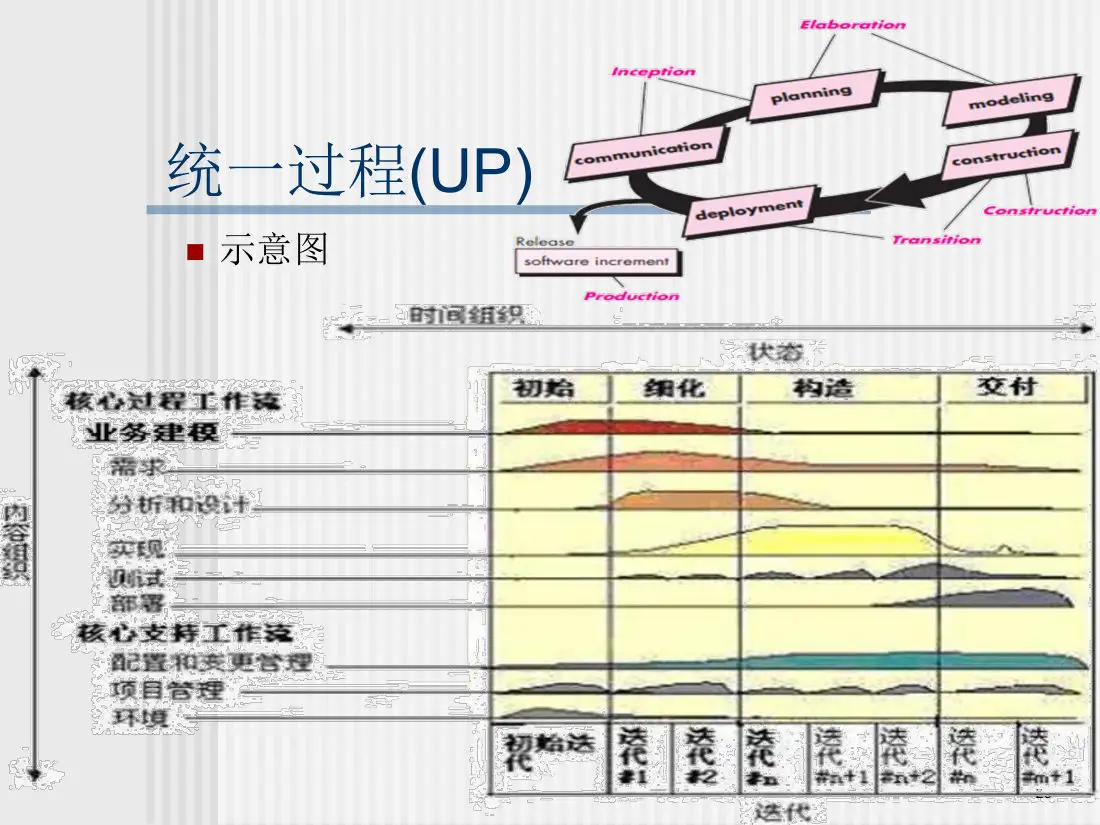 Elaboration
Inception
planning
modeling
communication
construction
统一过程(UP)
deployment
Construction
Transition
示意图
Release
software increment
Production
时间组织
状态
初始 细化 构造 交付
核心过程工作流
业务建模
需求
分析和设计
内容组织
实现
测试
部署
核心支持工作流
配置和变更管理
项目管理
环境
初始迭代
迭代#1
迭代#2
迭代#n
迭代#n+1
迭代#n+2
迭代#n
迭代#m+1
迭代